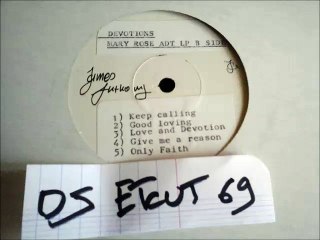 DEVOTIONS
MARY ROSE ADT LP B SIDE
James
1) Keep calling
2) Good loving
3) Love and Devotion
4) Give me a reason
5) Only Faith
DS EKUT 69